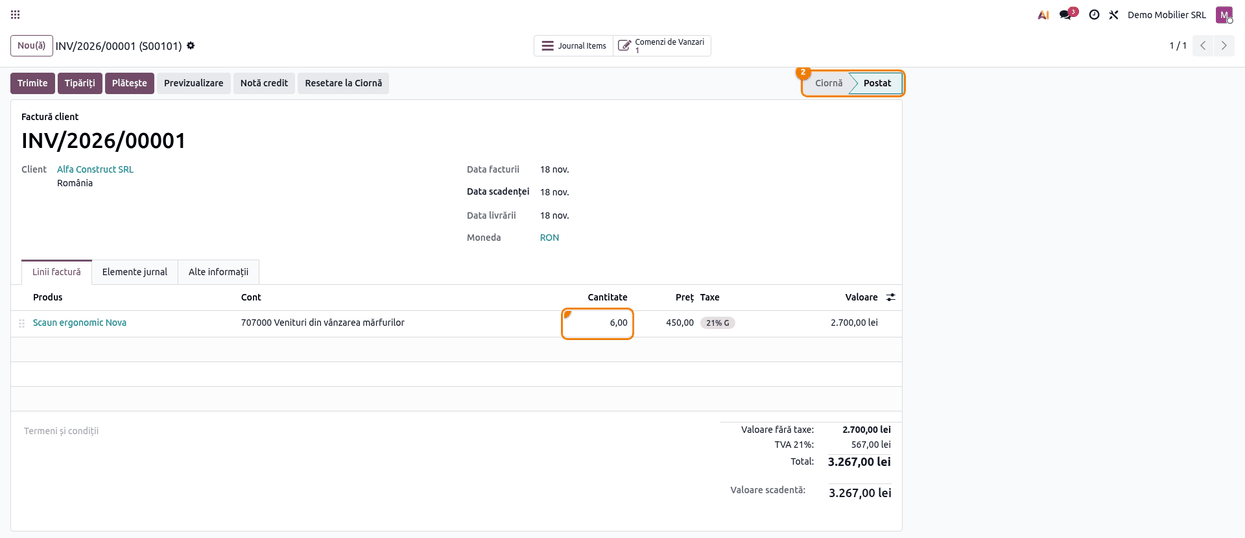 AI 3 Demo Mobilier SRL M
Nou(ă) INV/2026/00001 (S00101) Journal Items Comenzi de Vanzari 1 1 / 1
Trimite Tipăriți Plătește Previzualizare Notă credit Resetare la Ciornă 2 Ciornă Postat
Factură client
INV/2026/00001
Client Alfa Construct SRL Data facturii 18 nov.
România
Data scadenței 18 nov.
Data livrării 18 nov.
Moneda RON
Linii factură Elemente jurnal Alte informații
Produs Cont Cantitate Preț Taxe Valoare
Scaun ergonomic Nova 707000 Venituri din vânzarea mărfurilor 6,00 450,00 21% G 2.700,00 lei
Termeni și condiții Valoare fără taxe: 2.700,00 lei
TVA 21%: 567,00 lei
Total: 3.267,00 lei
Valoare scadentă: 3.267,00 lei